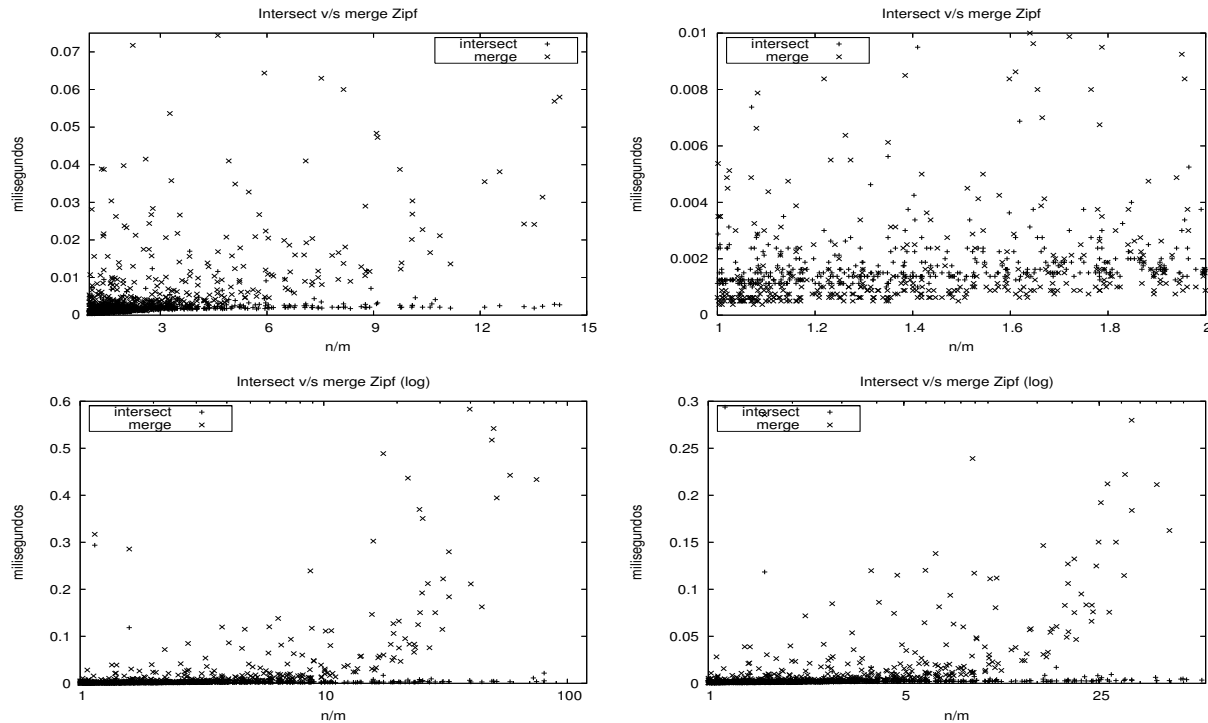 Intersect v/s merge Zipf
0.07
0.06
0.05
0.04
0.03
0.02
0.01
0
milisegundos
intersect
merge
3
6
9
12
15
n/m
Intersect v/s merge Zipf
0.01
0.008
0.006
0.004
0.002
0
milisegundos
intersect
merge
1
1.2
1.4
1.6
1.8
2
n/m
Intersect v/s merge Zipf (log)
0.6
0.5
0.4
0.3
0.2
0.1
0
milisegundos
intersect
merge
1
10
100
n/m
Intersect v/s merge Zipf (log)
0.3
0.25
0.2
0.15
0.1
0.05
0
milisegundos
intersect
merge
1
5
25
n/m